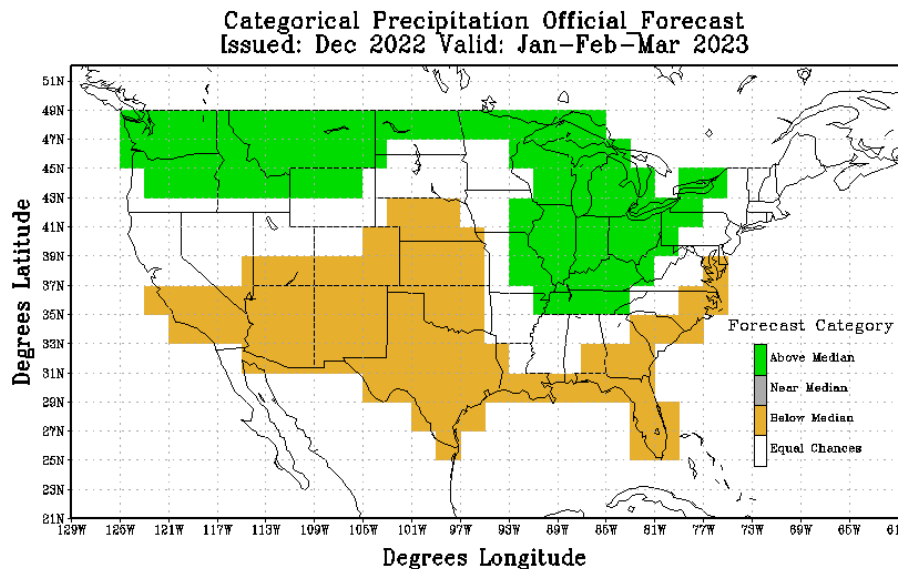 Categorical Precipitation Official Forecast
Issued: Dec 2022 Valid: Jan-Feb-Mar 2023
51N
49N
47N
45N
43N
41N
39N
37N
35N
33N
31N
29N
27N
25N
23N
21N
Degrees Latitude
Forecast Category
Above Median
Near Median
Below Median
Equal Chances
129W 125W 121W 117W 113W 109W 105W 101W 97W 93W 89W 85W 81W 77W 73W 69W 65W 61
Degrees Longitude